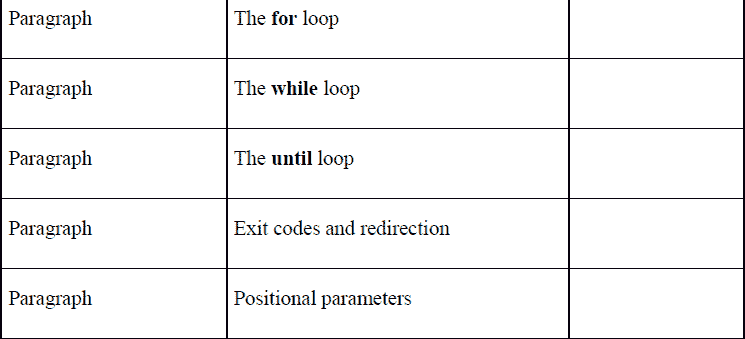 Paragraph The for loop
Paragraph The while loop
Paragraph The until loop
Paragraph Exit codes and redirection
Paragraph Positional parameters